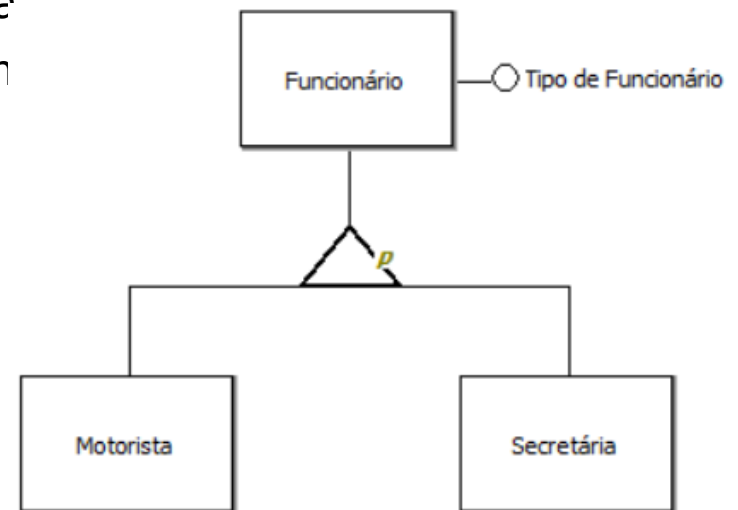 Funcionário
Tipo de Funcionário
p
Motorista
Secretária